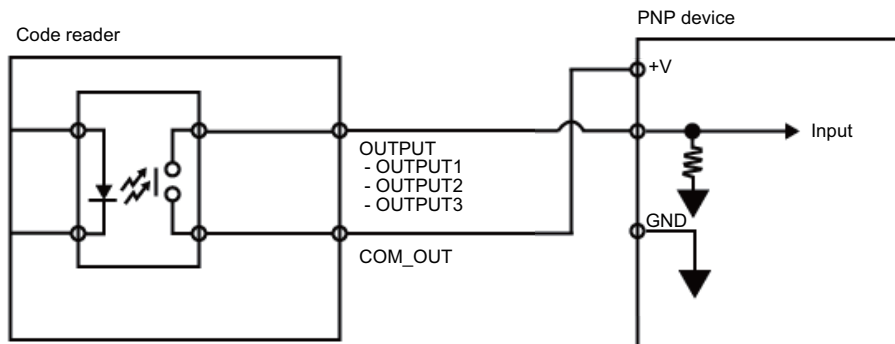 PNP device
Code reader
+V
Input
OUTPUT
- OUTPUT1
- OUTPUT2
- OUTPUT3
GND
COM_OUT